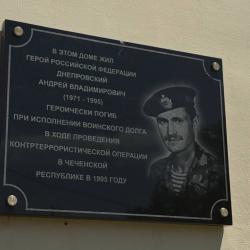 В ЭТОМ ДОМЕ ЖИЛ
ГЕРОЙ РОССИЙСКОЙ ФЕДЕРАЦИИ
ДНЕПРОВСКИЙ
АНДРЕЙ ВЛАДИМИРОВИЧ
(1971 - 1995)
ГЕРОИЧЕСКИ ПОГИБ
ПРИ ИСПОЛНЕНИИ ВОИНСКОГО ДОЛГА
В ХОДЕ ПРОВЕДЕНИЯ
КОНТРТЕРРОРИСТИЧЕСКОЙ ОПЕРАЦИИ
В ЧЕЧЕНСКОЙ
РЕСПУБЛИКЕ В 1995 ГОДУ